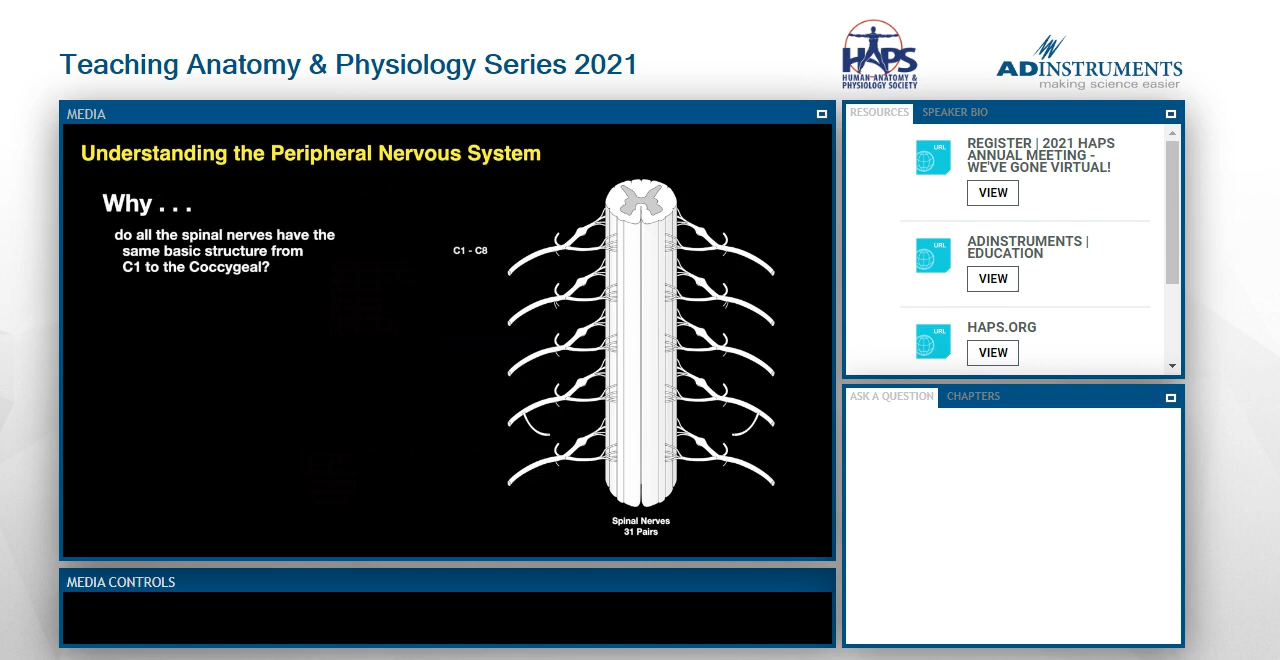 Teaching Anatomy & Physiology Series 2021
HAPS
HUMAN ANATOMY &
PHYSIOLOGY SOCIETY
ADINSTRUMENTS
making science easier
MEDIA
Understanding the Peripheral Nervous System
Why . . .
do all the spinal nerves have the
same basic structure from
C1 to the Coccygeal?
C1 - C8
Spinal Nerves
31 Pairs
MEDIA CONTROLS
RESOURCES
SPEAKER BIO
URL
REGISTER | 2021 HAPS
ANNUAL MEETING -
WE'VE GONE VIRTUAL!
VIEW
URL
ADINSTRUMENTS |
EDUCATION
VIEW
URL
HAPS.ORG
VIEW
ASK A QUESTION
CHAPTERS